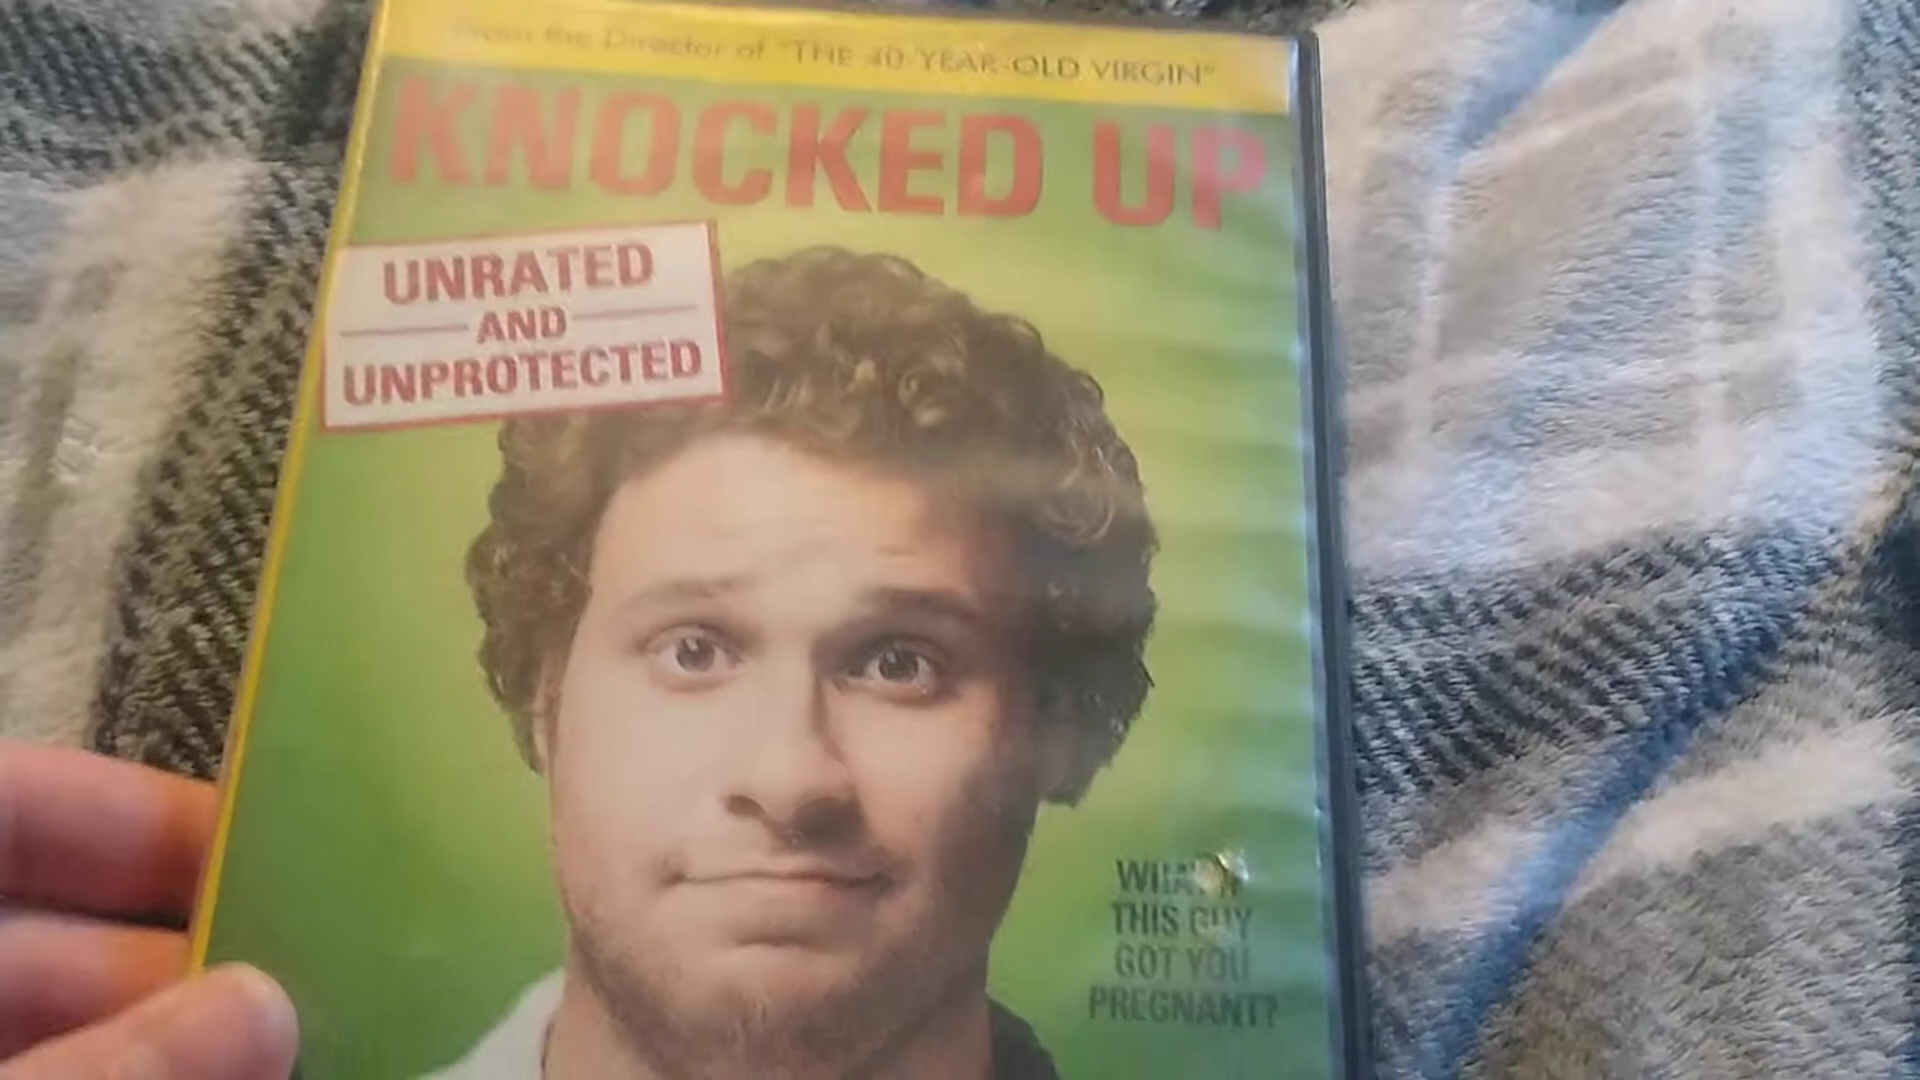 From the Director of "THE 40-YEAR-OLD VIRGIN"
KNOCKED UP
UNRATED
AND
UNPROTECTED
THIS GUY
GOT YOU
PREGNANT?